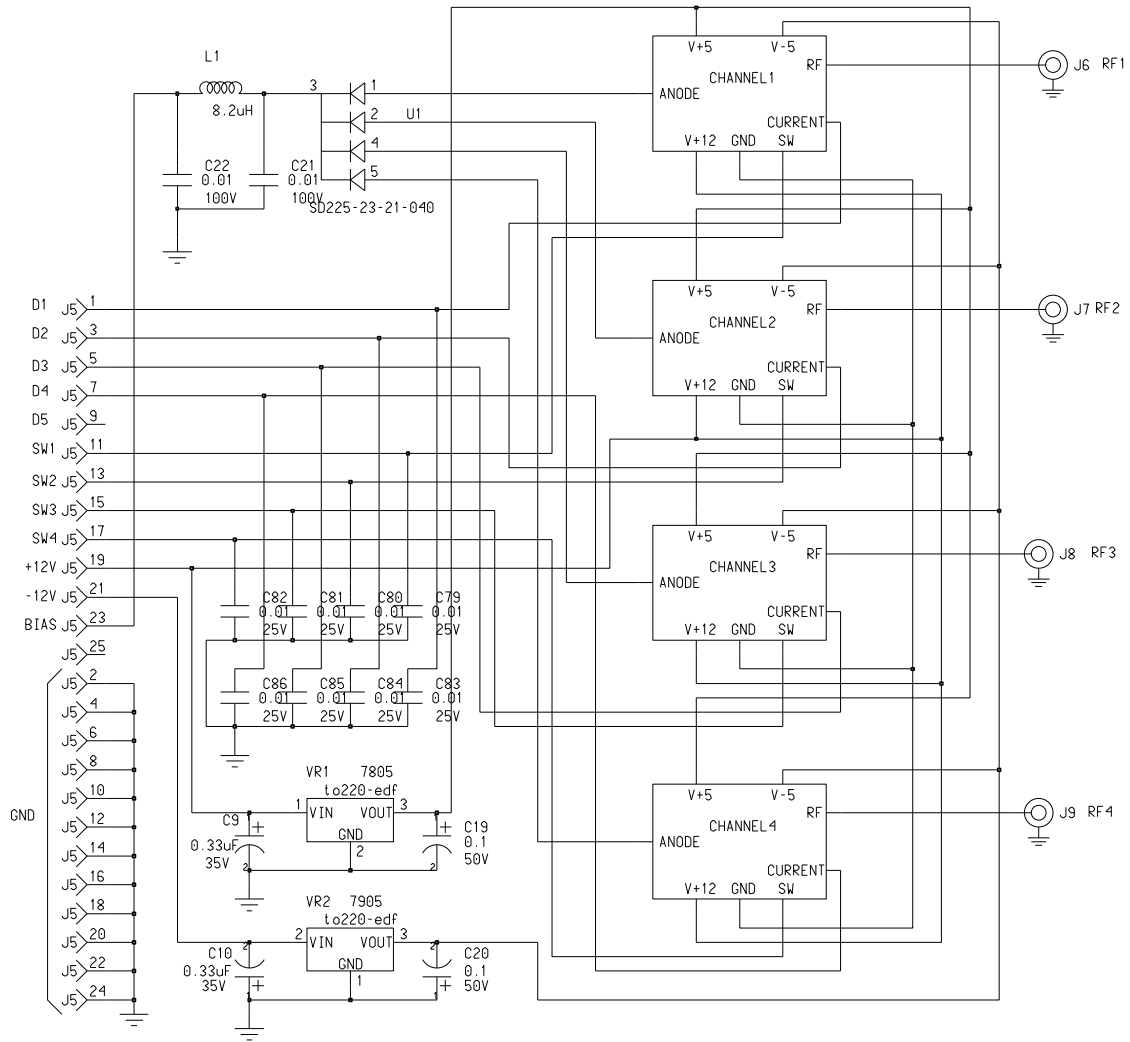 L1
8.2uH
C22
0.01
100V
C21
0.01
100V
3
1
2
4
5
U1
SD225-23-21-040
V+5
V-5
RF
CHANNEL1
ANODE
CURRENT
V+12
GND
SW
J6 RF1
V+5
V-5
RF
CHANNEL2
ANODE
CURRENT
V+12
GND
SW
J7 RF2
V+5
V-5
RF
CHANNEL3
ANODE
CURRENT
V+12
GND
SW
J8 RF3
V+5
V-5
RF
CHANNEL4
ANODE
CURRENT
V+12
GND
SW
J9 RF4
D1 J5 1
D2 J5 3
D3 J5 5
D4 J5 7
D5 J5 9
SW1 J5 11
SW2 J5 13
SW3 J5 15
SW4 J5 17
+12V J5 19
-12V J5 21
BIAS J5 23
J5 25
J5 2
J5 4
J5 6
J5 8
J5 10
GND
J5 12
J5 14
J5 16
J5 18
J5 20
J5 22
J5 24
C82
0.01
25V
C81
0.01
25V
C80
0.01
25V
C79
0.01
25V
C86
0.01
25V
C85
0.01
25V
C84
0.01
25V
C83
0.01
25V
VR1 7805
to220-edf
1
VIN
VOUT
3
GND
2
C9
+
0.33uF
35V
2
C19
+
0.1
50V
2
VR2 7905
to220-edf
2
VIN
VOUT
3
GND
1
C10
2
0.33uF
35V
+
1
C20
2
0.1
50V
+
1